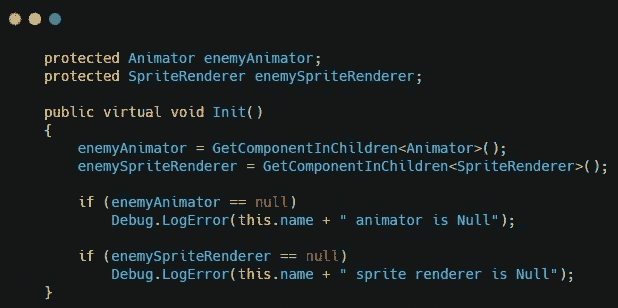 protected Animator enemyAnimator;
protected SpriteRenderer enemySpriteRenderer;
public virtual void Init()
{
enemyAnimator = GetComponentInChildren<Animator>();
enemySpriteRenderer = GetComponentInChildren<SpriteRenderer>();
if (enemyAnimator == null)
Debug.LogError(this.name + " animator is Null");
if (enemySpriteRenderer == null)
Debug.LogError(this.name + " sprite renderer is Null");
}